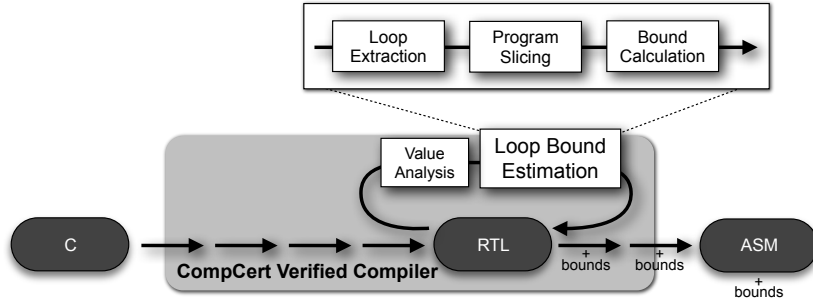 Loop
Extraction
Program
Slicing
Bound
Calculation
Value
Analysis
Loop Bound
Estimation
C
RTL
ASM
+
bounds
+
bounds
+
bounds
CompCert Verified Compiler